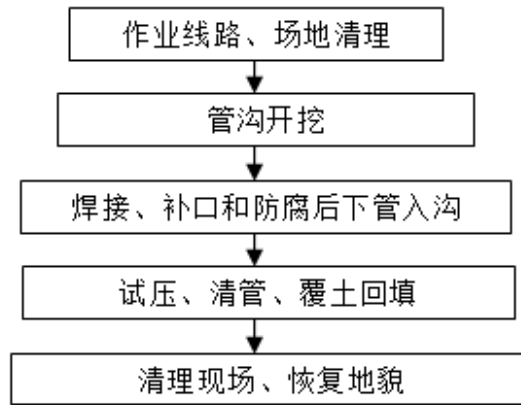 作业线路、场地清理
管沟开挖
焊接、补口和防腐后下管入沟
试压、清管、覆土回填
清理现场、恢复地貌